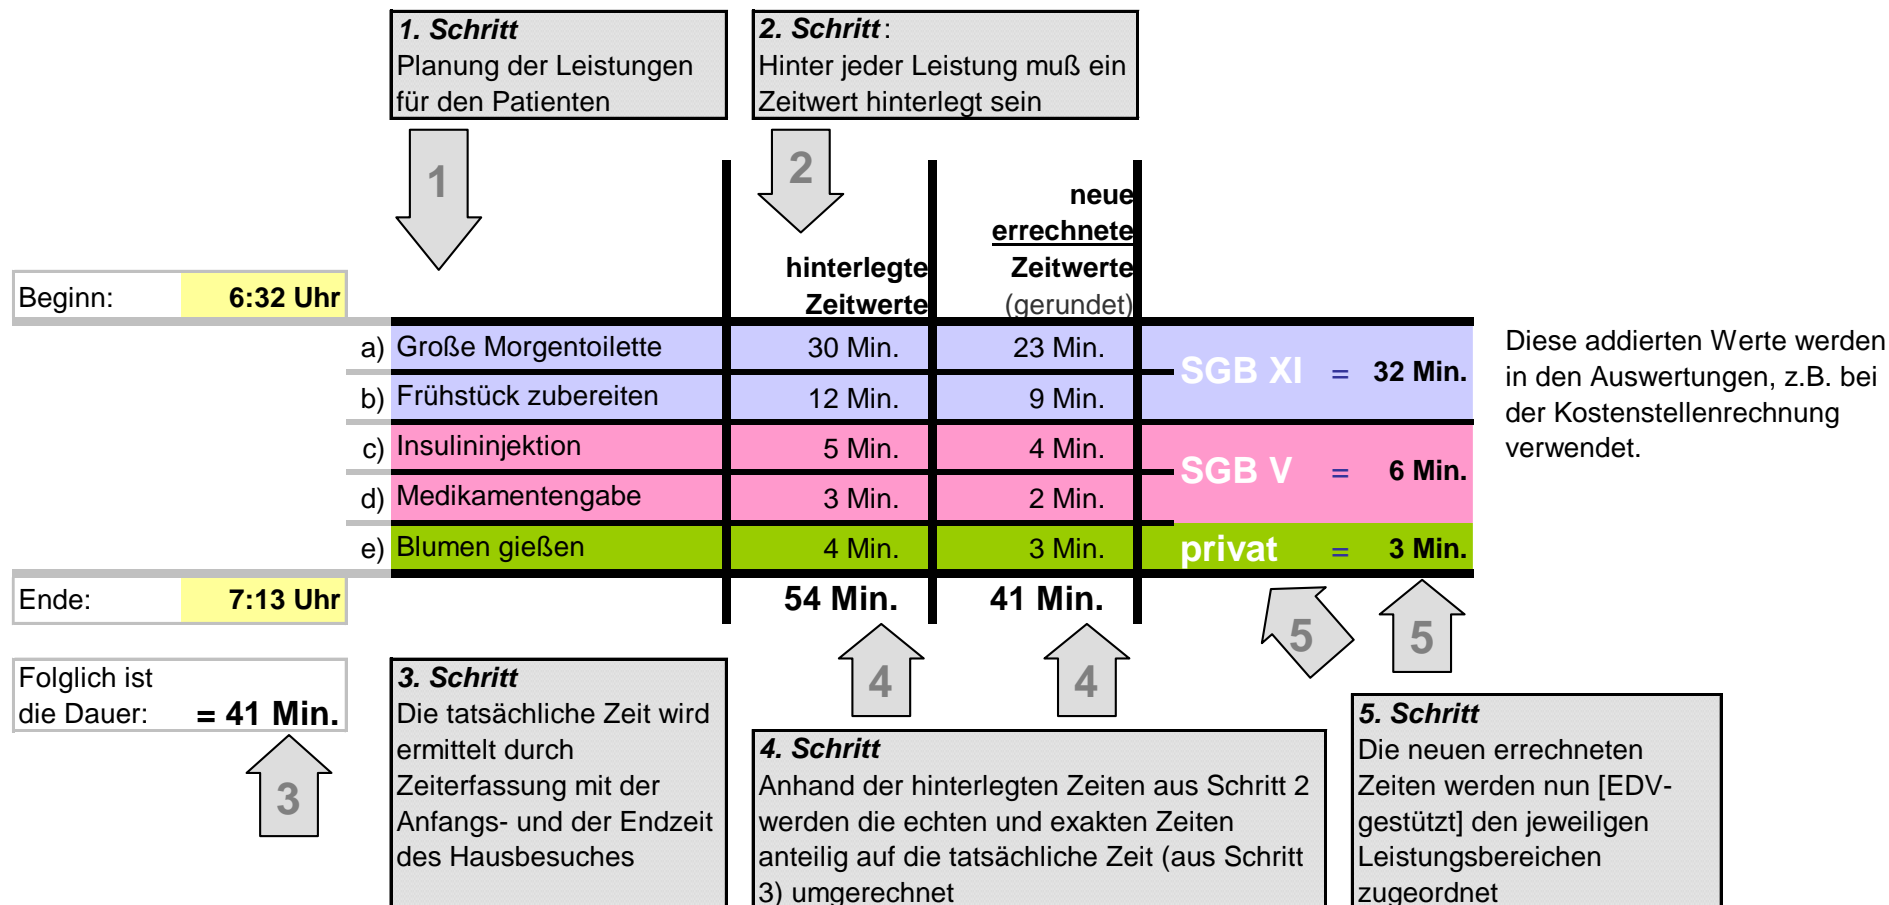 1. Schritt
Planung der Leistungen
für den Patienten
2. Schritt:
Hinter jeder Leistung muß ein
Zeitwert hinterlegt sein
1
2
hinterlegte
Zeitwerte
neue
errechnete
Zeitwerte
(gerundet)
Beginn: 6:32 Uhr
a) Große Morgentoilette 30 Min. 23 Min.
b) Frühstück zubereiten 12 Min. 9 Min.
SGB XI = 32 Min.
c) Insulininjektion 5 Min. 4 Min.
d) Medikamentengabe 3 Min. 2 Min.
SGB V = 6 Min.
e) Blumen gießen 4 Min. 3 Min. privat = 3 Min.
Diese addierten Werte werden
in den Auswertungen, z.B. bei
der Kostenstellenrechnung
verwendet.
Ende: 7:13 Uhr
54 Min. 41 Min.
Folglich ist
die Dauer: = 41 Min.
3
4
4
5
5
3. Schritt
Die tatsächliche Zeit wird
ermittelt durch
Zeiterfassung mit der
Anfangs- und der Endzeit
des Hausbesuches
4. Schritt
Anhand der hinterlegten Zeiten aus Schritt 2
werden die echten und exakten Zeiten
anteilig auf die tatsächliche Zeit (aus Schritt
3) umgerechnet
5. Schritt
Die neuen errechneten
Zeiten werden nun [EDV-
gestützt] den jeweiligen
Leistungsbereichen
zugeordnet